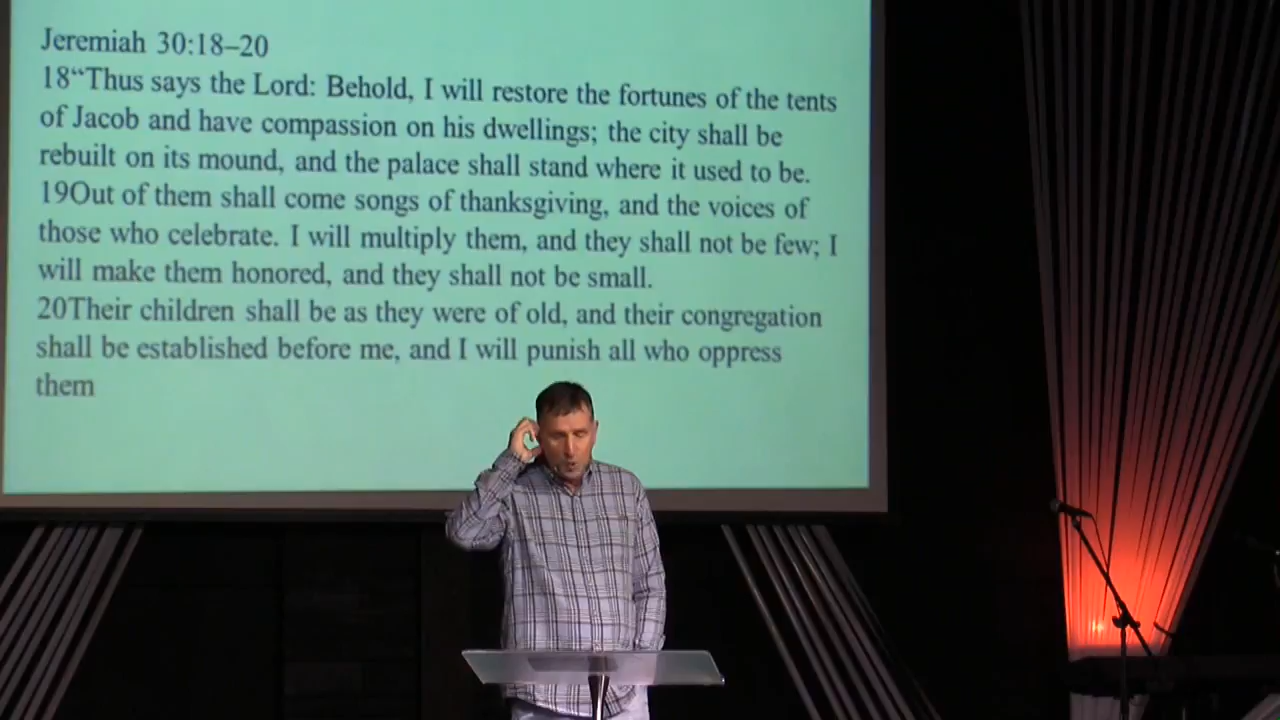 Jeremiah 30:18–20
18“Thus says the Lord: Behold, I will restore the fortunes of the tents
of Jacob and have compassion on his dwellings; the city shall be
rebuilt on its mound, and the palace shall stand where it used to be.
19Out of them shall come songs of thanksgiving, and the voices of
those who celebrate. I will multiply them, and they shall not be few; I
will make them honored, and they shall not be small.
20Their children shall be as they were of old, and their congregation
shall be established before me, and I will punish all who oppress
them